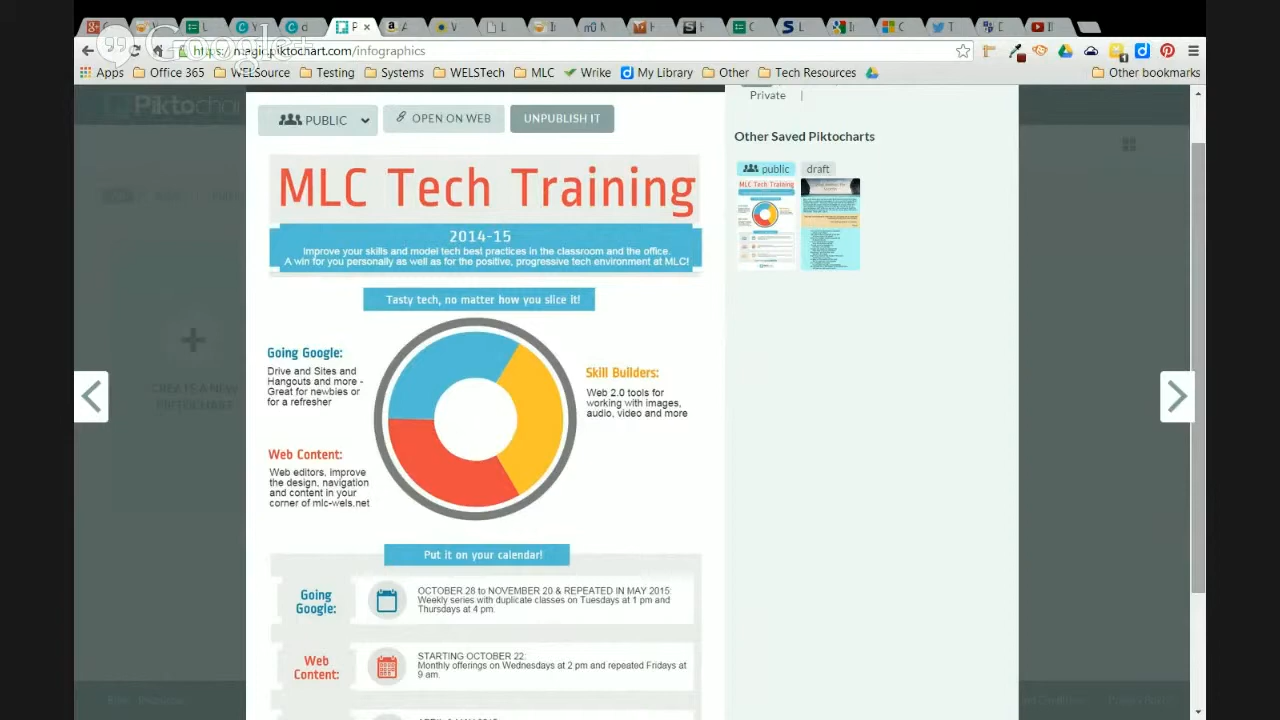 Google+
https://magic.piktochart.com/infographics
Apps Office 365 WELSource Testing Systems WELSTech MLC Wrike My Library Other Tech Resources Other bookmarks
Piktochar
PUBLIC OPEN ON WEB UNPUBLISH IT
Private |
Other Saved Piktocharts
public draft
MLC Tech Training
2014-15
Improve your skills and model tech best practices in the classroom and the office.
A win for you personally as well as for the positive, progressive tech environment at MLC!
Tasty tech, no matter how you slice it!
Going Google:
Drive and Sites and
Hangouts and more -
Great for newbies or
for a refresher
Skill Builders:
Web 2.0 tools for
working with images,
audio, video and more
Web Content:
Web editors, improve
the design, navigation
and content in your
corner of mlc-wels.net
CREATE A NEW
PIKTOCHART
Put it on your calendar!
Going
Google:
OCTOBER 28 to NOVEMBER 20 & REPEATED IN MAY 2015:
Weekly series with duplicate classes on Tuesdays at 1 pm and
Thursdays at 4 pm.
Web
Content:
STARTING OCTOBER 22:
Monthly offerings on Wednesdays at 2 pm and repeated Fridays at
9 am.